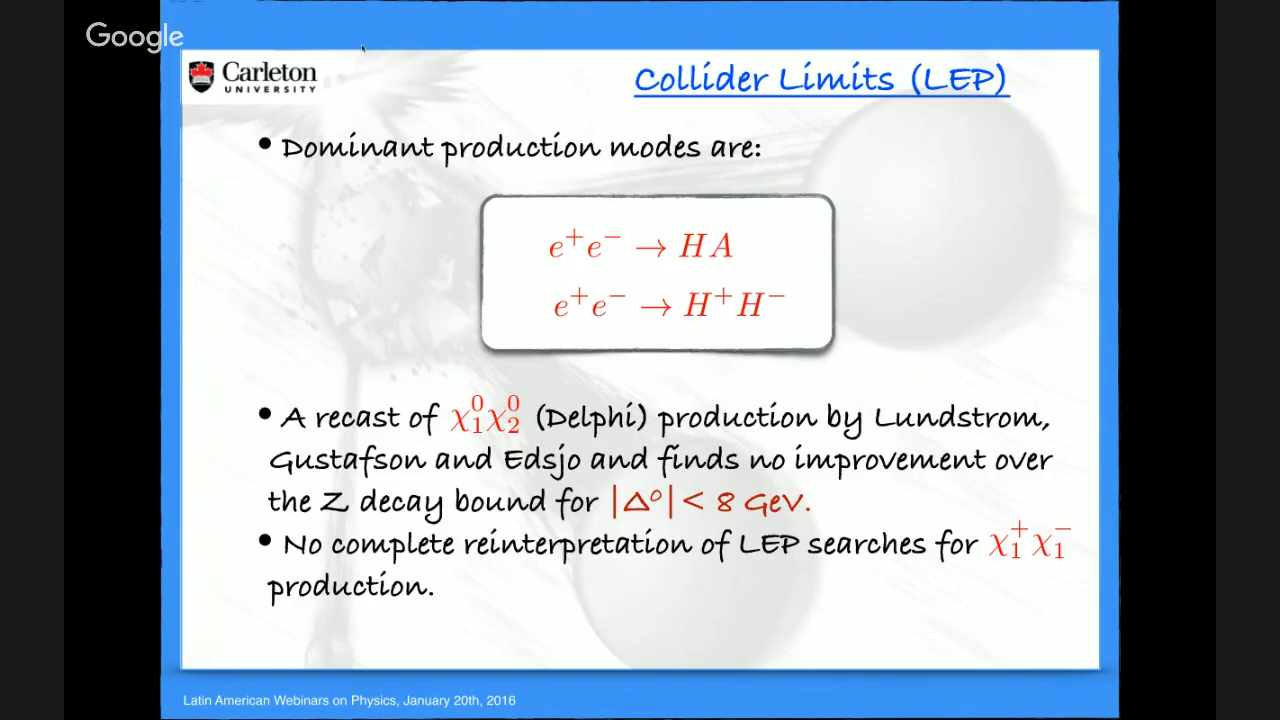 Google
Carleton
UNIVERSITY
Collider Limits (LEP)
• Dominant production modes are:
e⁺e⁻ → HA
e⁺e⁻ → H⁺H⁻
• A recast of χ₁⁰χ₂⁰ (Delphi) production by Lundstrom,
Gustafson and Edsjo and finds no improvement over
the Z decay bound for |Δ⁰| < 8 GeV.
• No complete reinterpretation of LEP searches for χ₁⁺χ₁⁻
production.
Latin American Webinars on Physics, January 20th, 2016